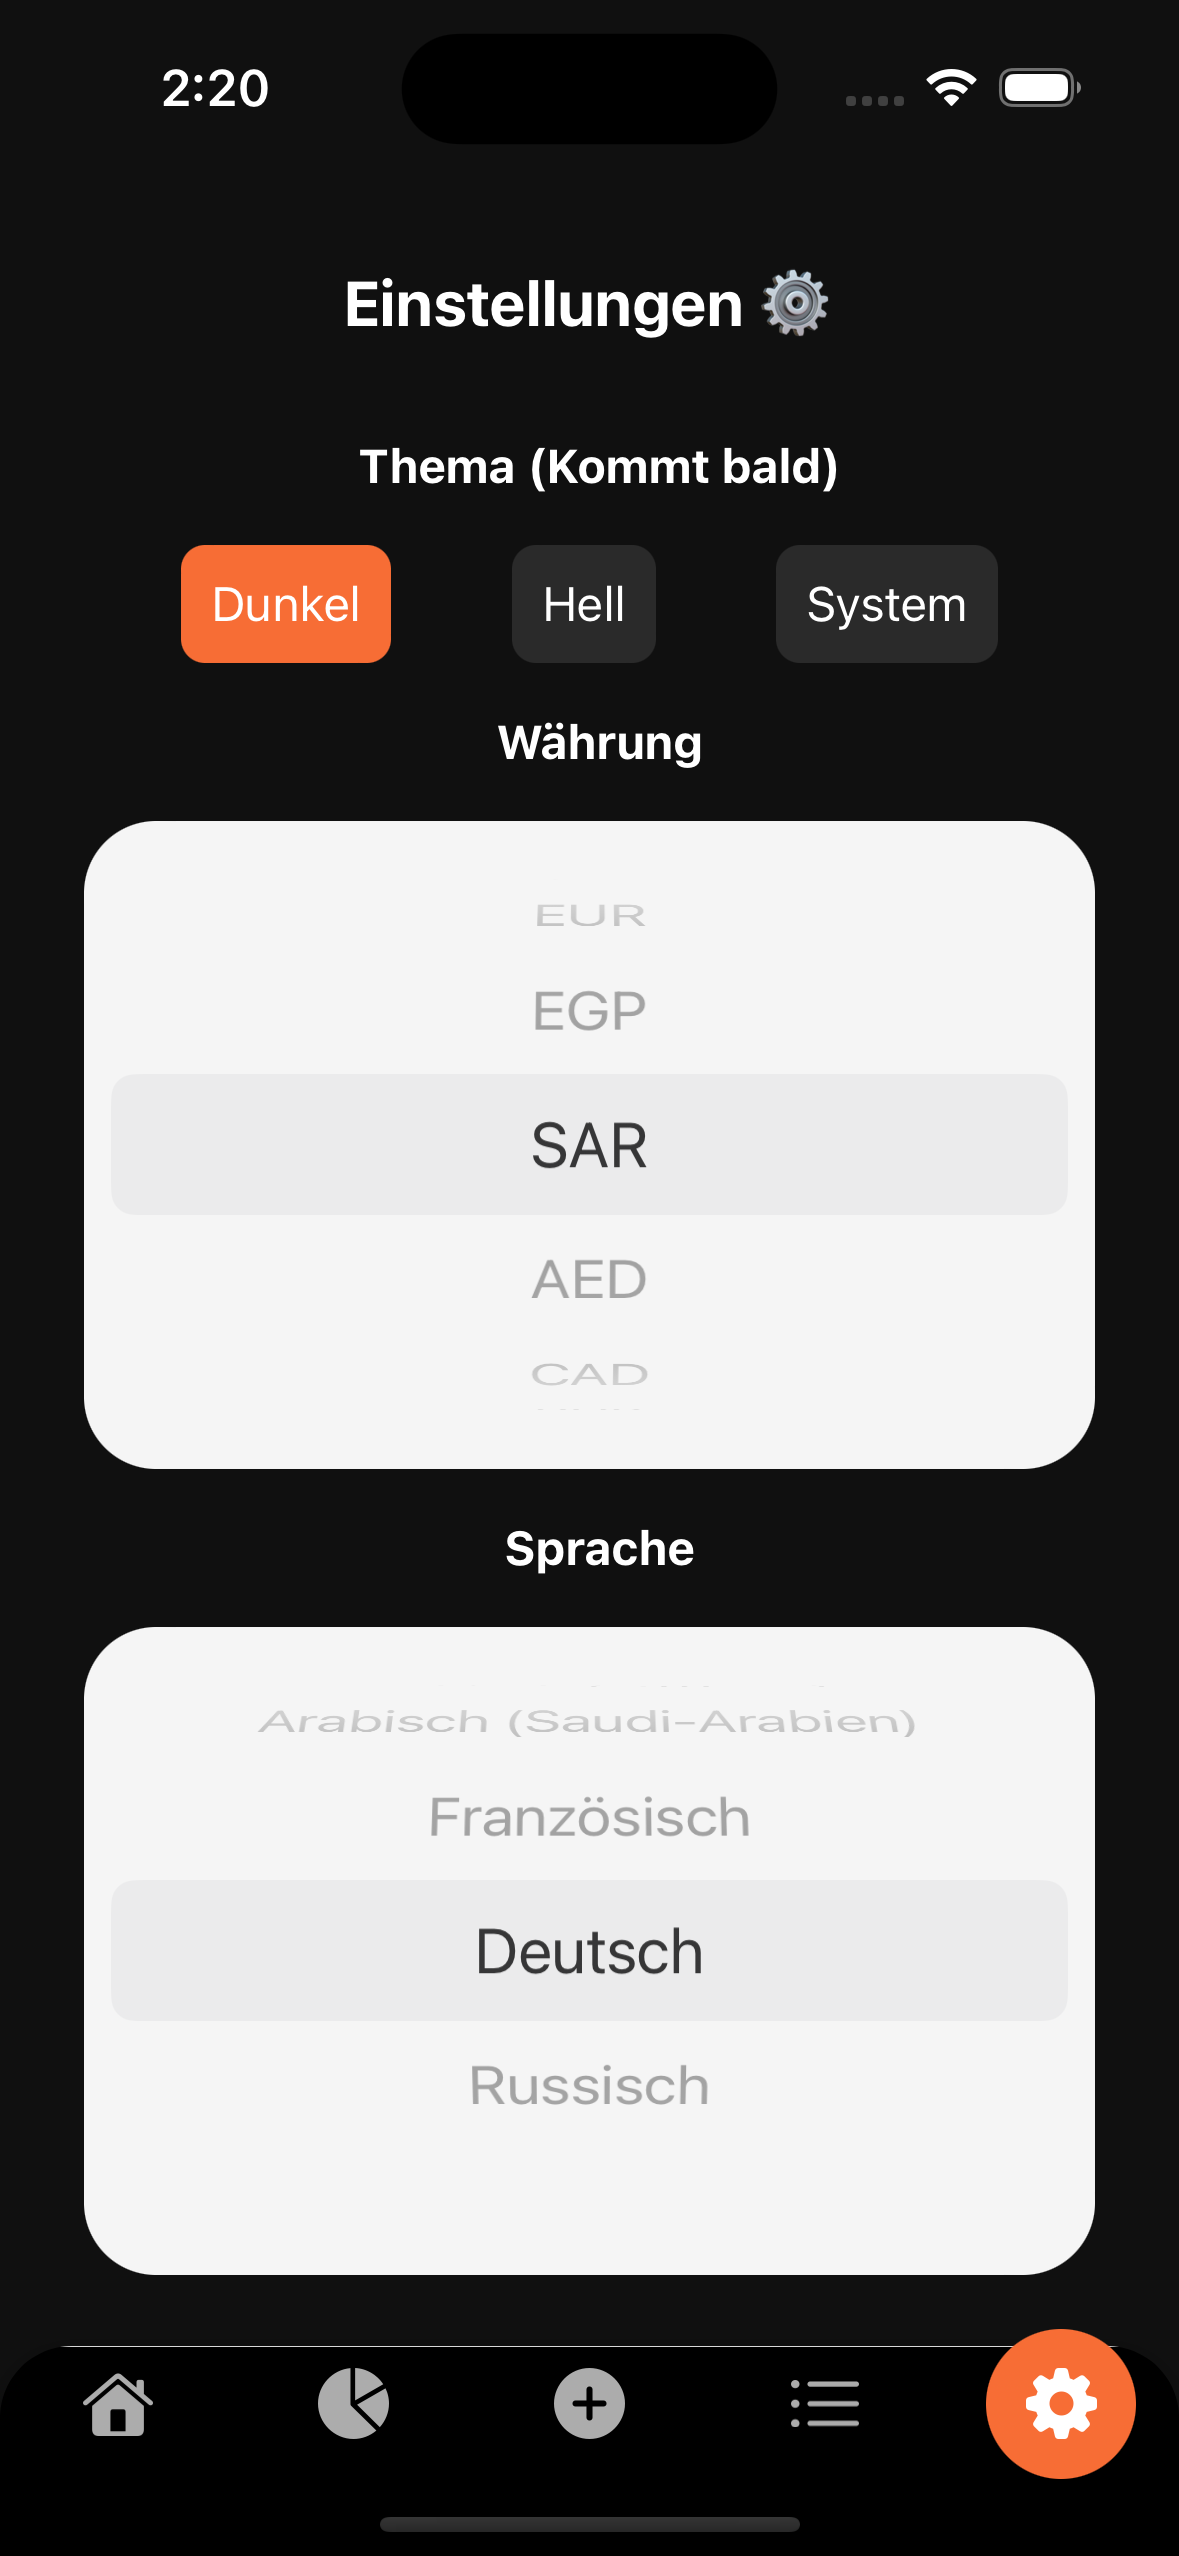 2:20
Einstellungen
Thema (Kommt bald)
Dunkel
Hell
System
Währung
EUR
EGP
SAR
AED
CAD
Sprache
Arabisch (Saudi-Arabien)
Französisch
Deutsch
Russisch